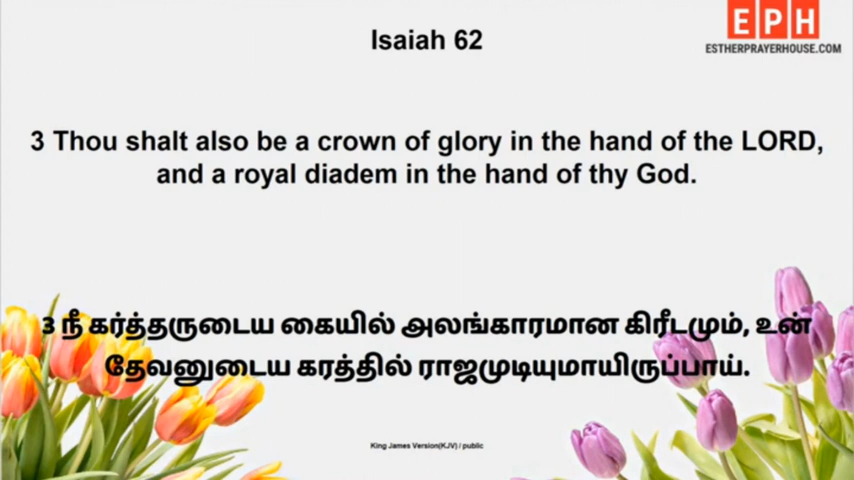 EPH
ESTHERPRAYERHOUSE.COM
Isaiah 62
3 Thou shalt also be a crown of glory in the hand of the LORD,
and a royal diadem in the hand of thy God.
3 நீ கர்த்தருடைய கையில் அலங்காரமான கிரீடமும், உன்
தேவனுடைய கரத்தில் ராஜமுடியுமாயிருப்பாய்.
King James Version(KJV) / public